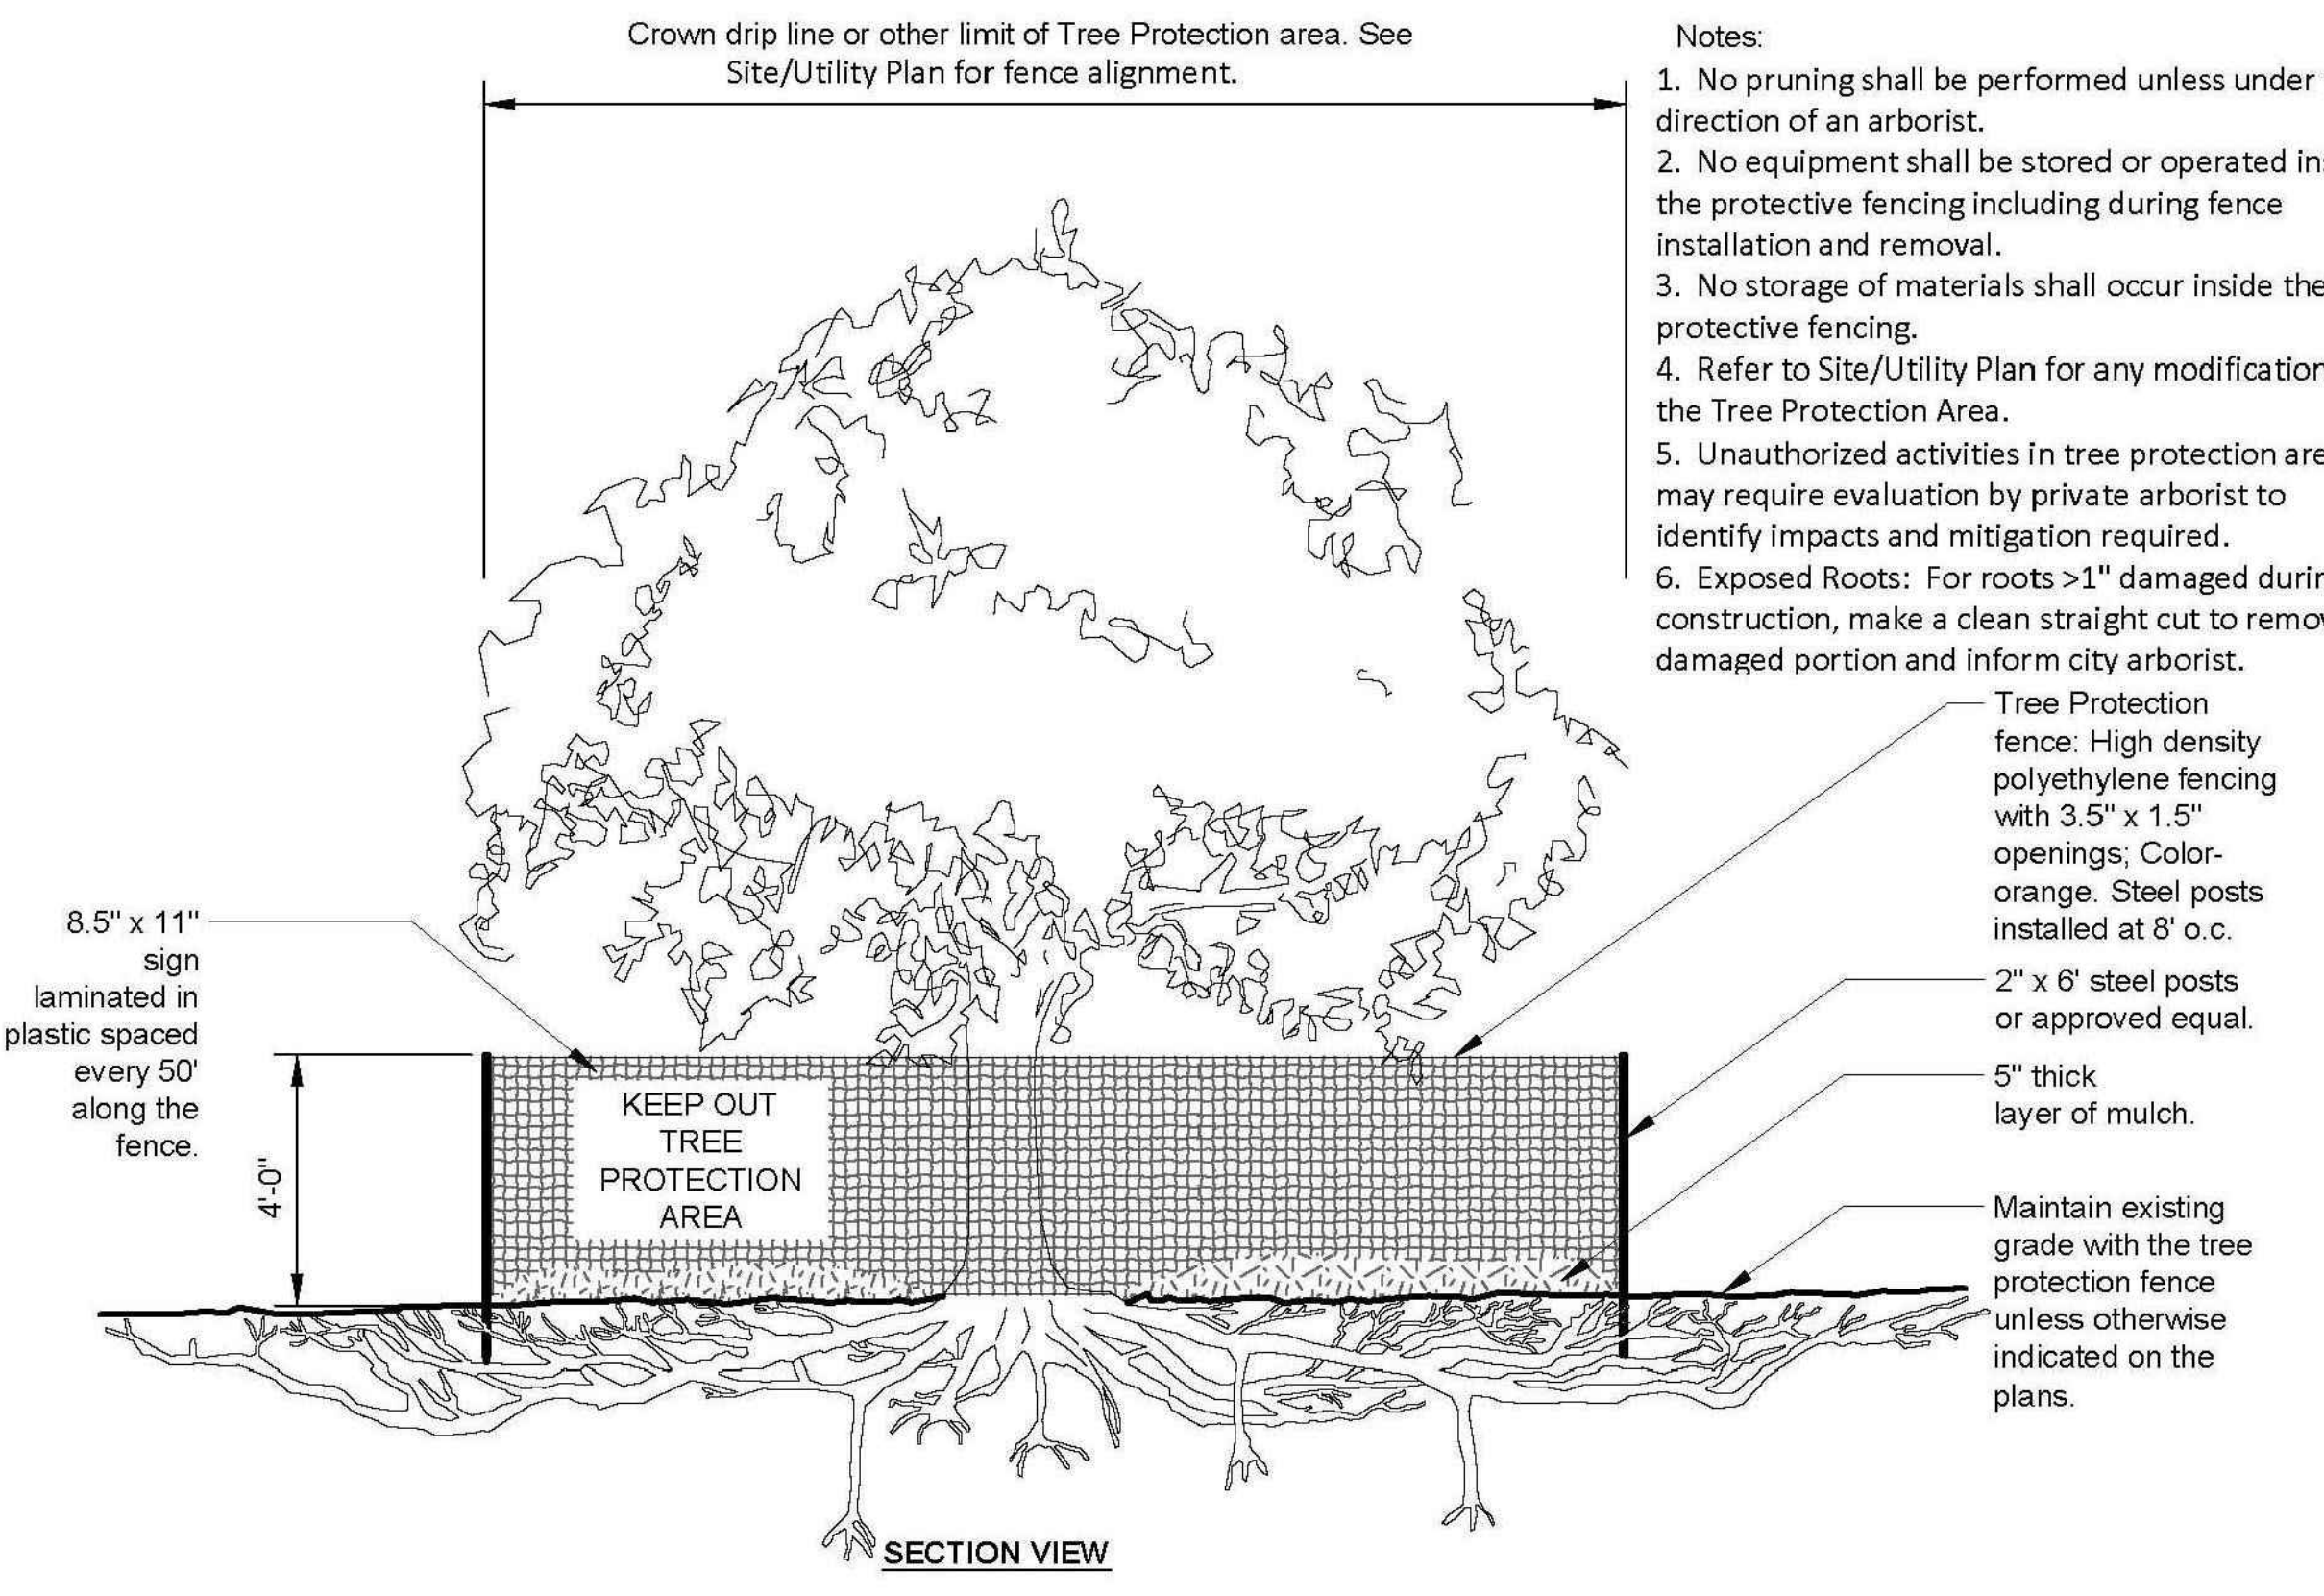 Crown drip line or other limit of Tree Protection area. See
Site/Utility Plan for fence alignment.
Notes:
1. No pruning shall be performed unless under
direction of an arborist.
2. No equipment shall be stored or operated
the protective fencing including during fence
installation and removal.
3. No storage of materials shall occur inside the
protective fencing.
4. Refer to Site/Utility Plan for any modification
the Tree Protection Area.
5. Unauthorized activities in tree protection
may require evaluation by private arborist to
identify impacts and mitigation required.
6. Exposed Roots: For roots >1" damaged
construction, make a clean straight cut to
damaged portion and inform city arborist.
Tree Protection
fence: High density
polyethylene fencing
with 3.5" x 1.5"
openings; Color-
orange. Steel posts
installed at 8' o.c.
2" x 6' steel posts
or approved equal.
5" thick
layer of mulch.
Maintain existing
grade with the tree
protection fence
unless otherwise
indicated on the
plans.
8.5" x 11"
sign
laminated in
plastic spaced
every 50'
along the
fence.
4'-0"
KEEP OUT
TREE
PROTECTION
AREA
SECTION VIEW